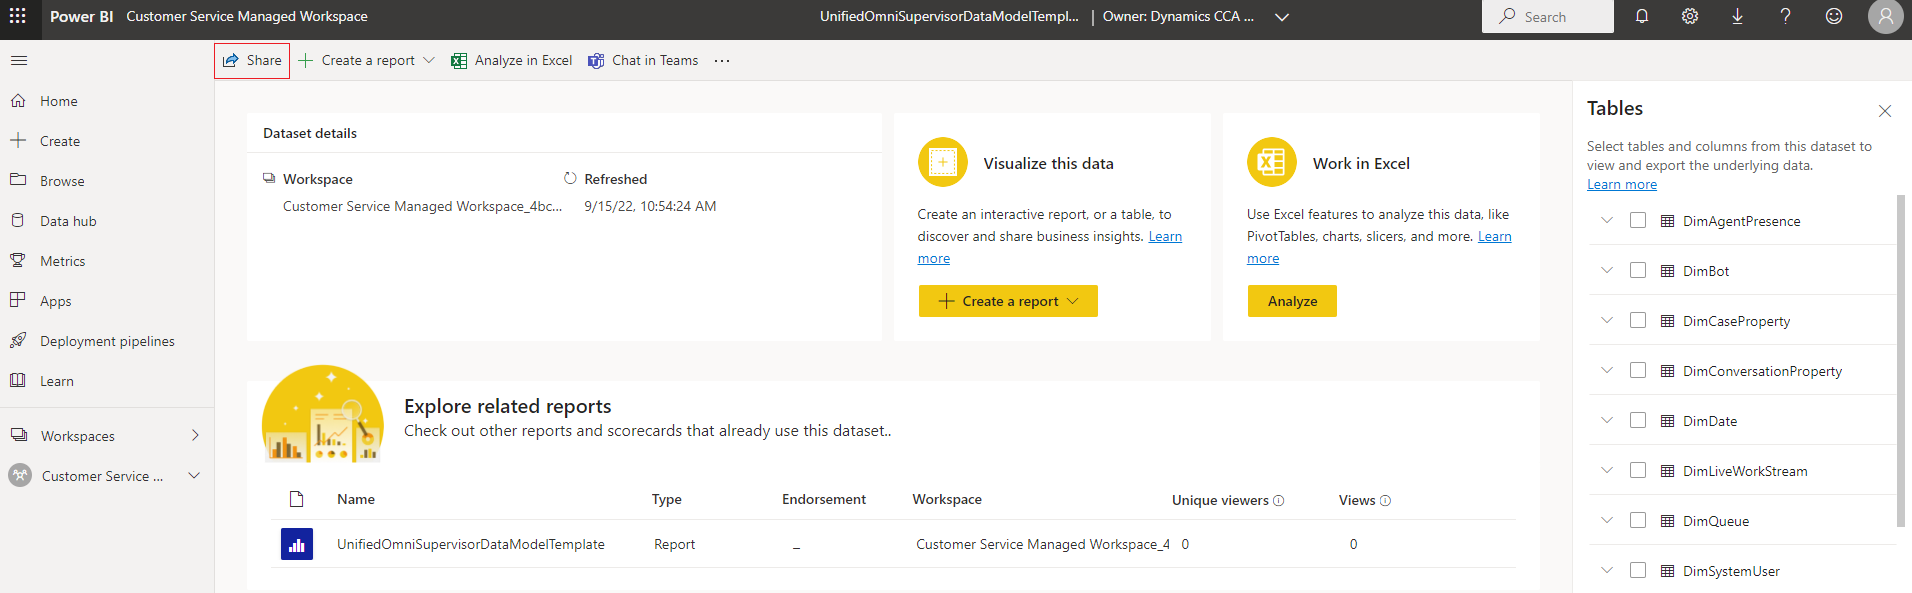 Power BI Customer Service Managed Workspace
UnifiedOmniSupervisorDataModelTempl... | Owner: Dynamics CCA ...
Search
Share
Create a report
Analyze in Excel
Chat in Teams
...
Home
Create
Browse
Data hub
Metrics
Apps
Deployment pipelines
Learn
Workspaces
Customer Service ...
Dataset details
Workspace
Customer Service Managed Workspace_4bc...
Refreshed
9/15/22, 10:54:24 AM
Visualize this data
Create an interactive report, or a table, to
discover and share business insights. Learn
more
Create a report
Work in Excel
Use Excel features to analyze this data, like
PivotTables, charts, slicers, and more. Learn
more
Analyze
Explore related reports
Check out other reports and scorecards that already use this dataset..
Name Type Endorsement Workspace Unique viewers Views
UnifiedOmniSupervisorDataModelTemplate Report – Customer Service Managed Workspace_4 0 0
Tables
Select tables and columns from this dataset to
view and export the underlying data.
Learn more
DimAgentPresence
DimBot
DimCaseProperty
DimConversationProperty
DimDate
DimLiveWorkStream
DimQueue
DimSystemUser